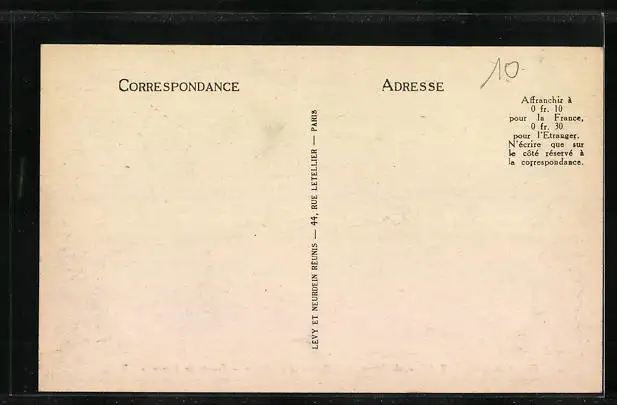 CORRESPONDANCE
ADRESSE
10
Affranchir à
0 fr. 10
pour la France,
0 fr. 30
pour l'Etranger.
N'écrire que sur
le côté réservé à
la correspondance.
LEVY ET NEURDEIN RÉUNIS — 44, RUE LETELLIER — PARIS